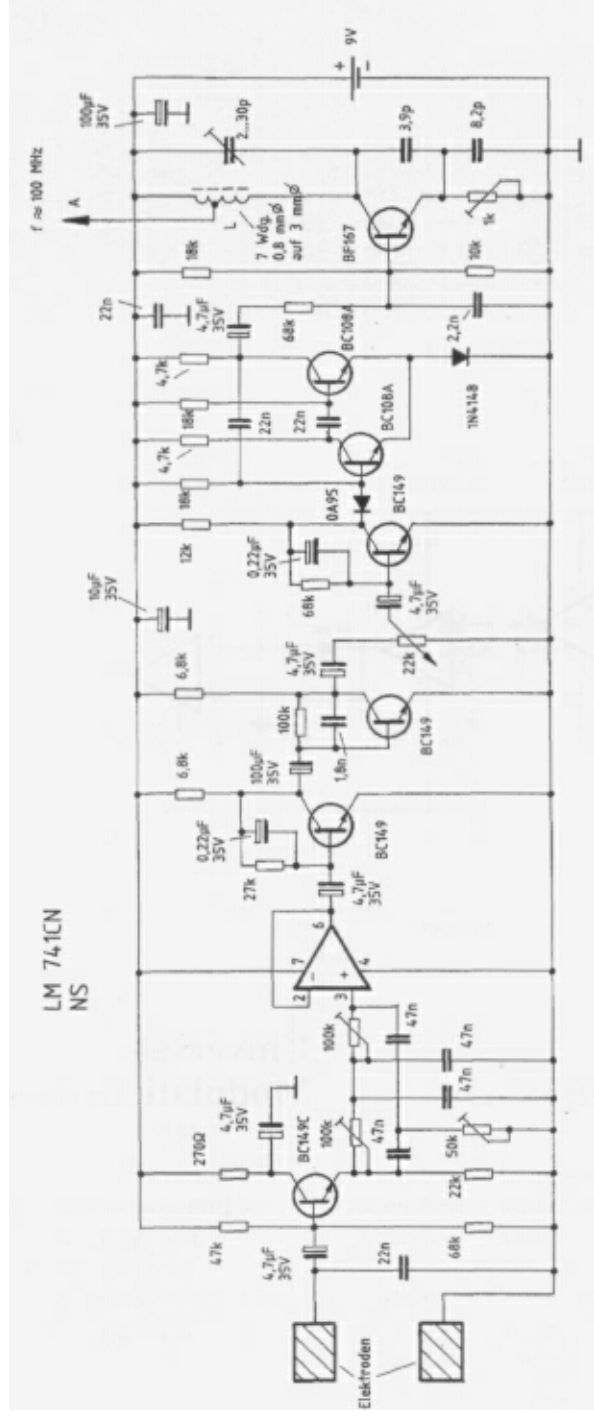 LM 741CN
NS
Elektroden
4,7µF
35V
22n
47k
68k
270Ω
4,7µF
35V
BC149C
22k
100k
47n
50k
47n
47n
100k
47n
2
3
7
4
6
−
+
4,7µF
35V
27k
0,22µF
35V
BC149
6,8k
100µF
35V
100k
1,8n
BC149
6,8k
4,7µF
35V
22k
10µF
35V
4,7µF
35V
68k
0,22µF
35V
BC149
12k
OA95
18k
4,7k
18k
4,7k
BC108A
22n
22n
BC108A
1N4148
22n
4,7µF
35V
68k
2,2n
18k
10k
BF167
f ≈ 100 MHz
A
L
7 Wdg.
0,8 mmØ
auf 3 mmØ
2...30p
3,9p
8,2p
1k
100µF
35V
9V
+
−